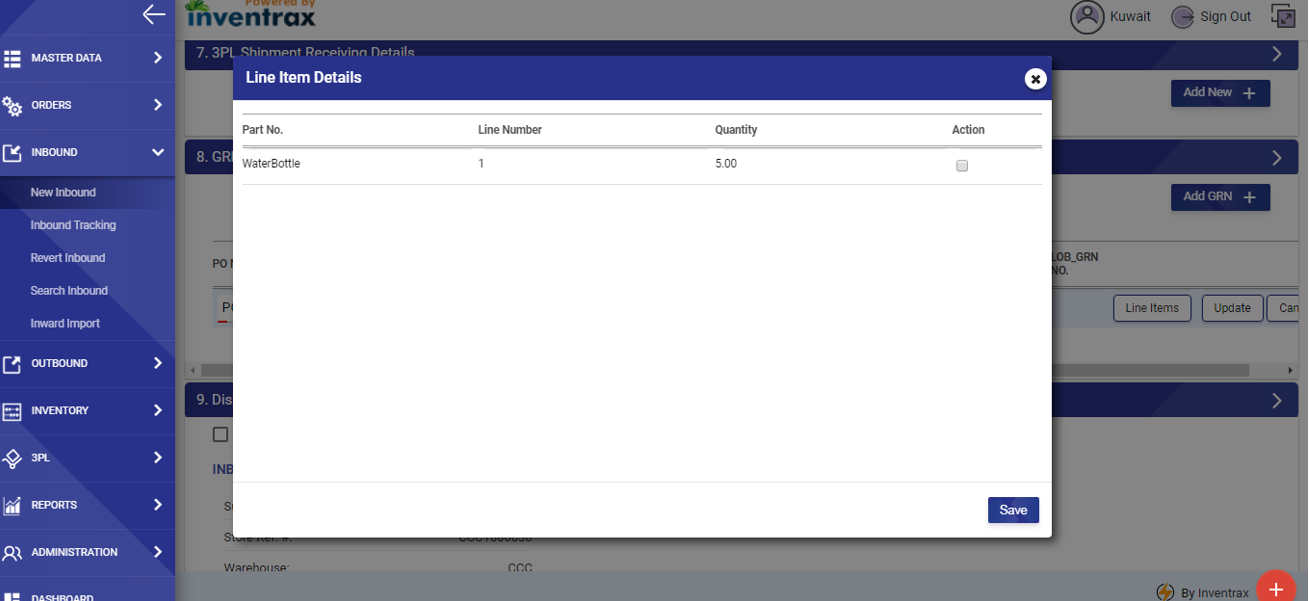 Powered By
inventrax
Kuwait
Sign Out
MASTER DATA
ORDERS
INBOUND
New Inbound
Inbound Tracking
Revert Inbound
Search Inbound
Inward Import
OUTBOUND
INVENTORY
3PL
REPORTS
ADMINISTRATION
DASHBOARD
7. 3PL Shipment Receiving Details
Add New +
Line Item Details
Part No. Line Number Quantity Action
WaterBottle 1 5.00
Save
8. GR
Add GRN +
PO
LOB_GRN
NO.
Line Items Update Can
9. Dis
INB
Store Ref. #:
Warehouse: CCC
By Inventrax